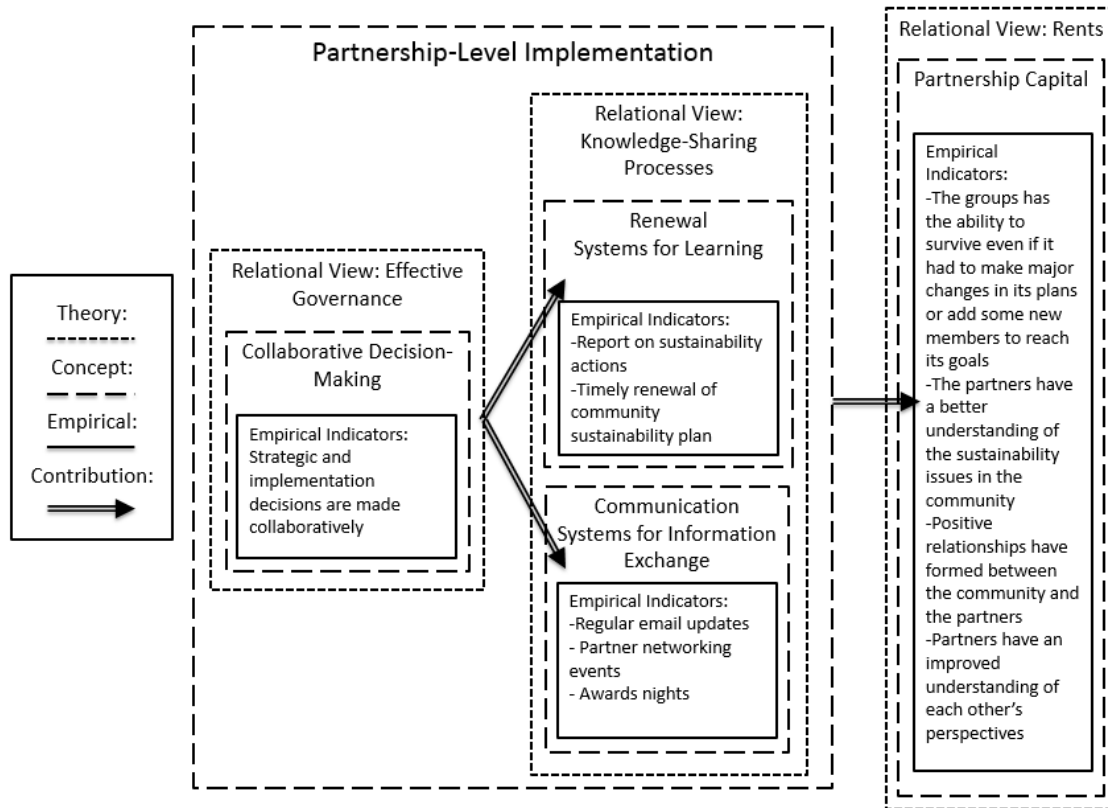 Theory:
Concept:
Empirical:
Contribution:
Partnership-Level Implementation
Relational View: Effective
Governance
Collaborative Decision-
Making
Empirical Indicators:
Strategic and
implementation
decisions are made
collaboratively
Relational View:
Knowledge-Sharing
Processes
Renewal
Systems for Learning
Empirical Indicators:
-Report on sustainability
actions
-Timely renewal of
community
sustainability plan
Communication
Systems for Information
Exchange
Empirical Indicators:
-Regular email updates
- Partner networking
events
- Awards nights
Relational View: Rents
Partnership Capital
Empirical
Indicators:
-The groups has
the ability to
survive even if it
had to make major
changes in its plans
or add some new
members to reach
its goals
-The partners have
a better
understanding of
the sustainability
issues in the
community
-Positive
relationships have
formed between
the community and
the partners
-Partners have an
improved
understanding of
each other’s
perspectives